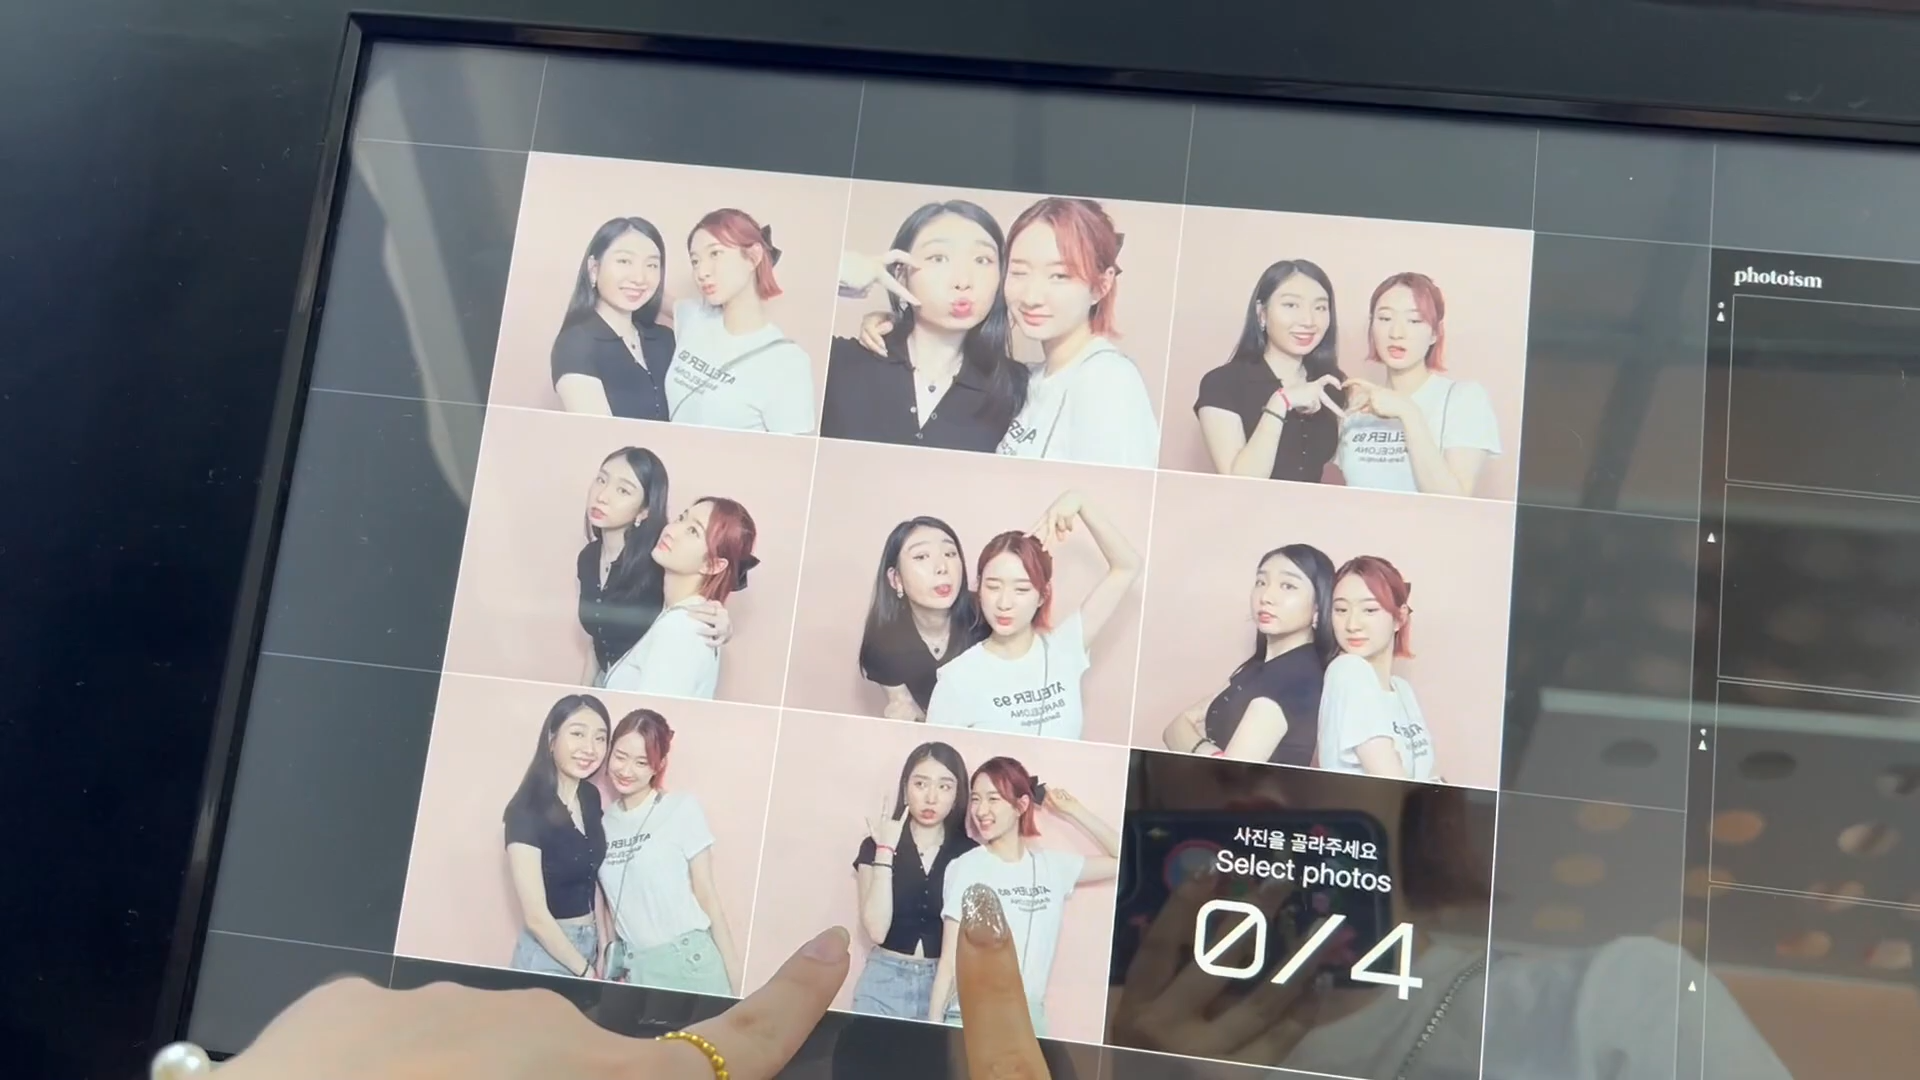 photoism
ATELIER 93
BARCELONA
사진을 골라주세요
Select photos
0/4